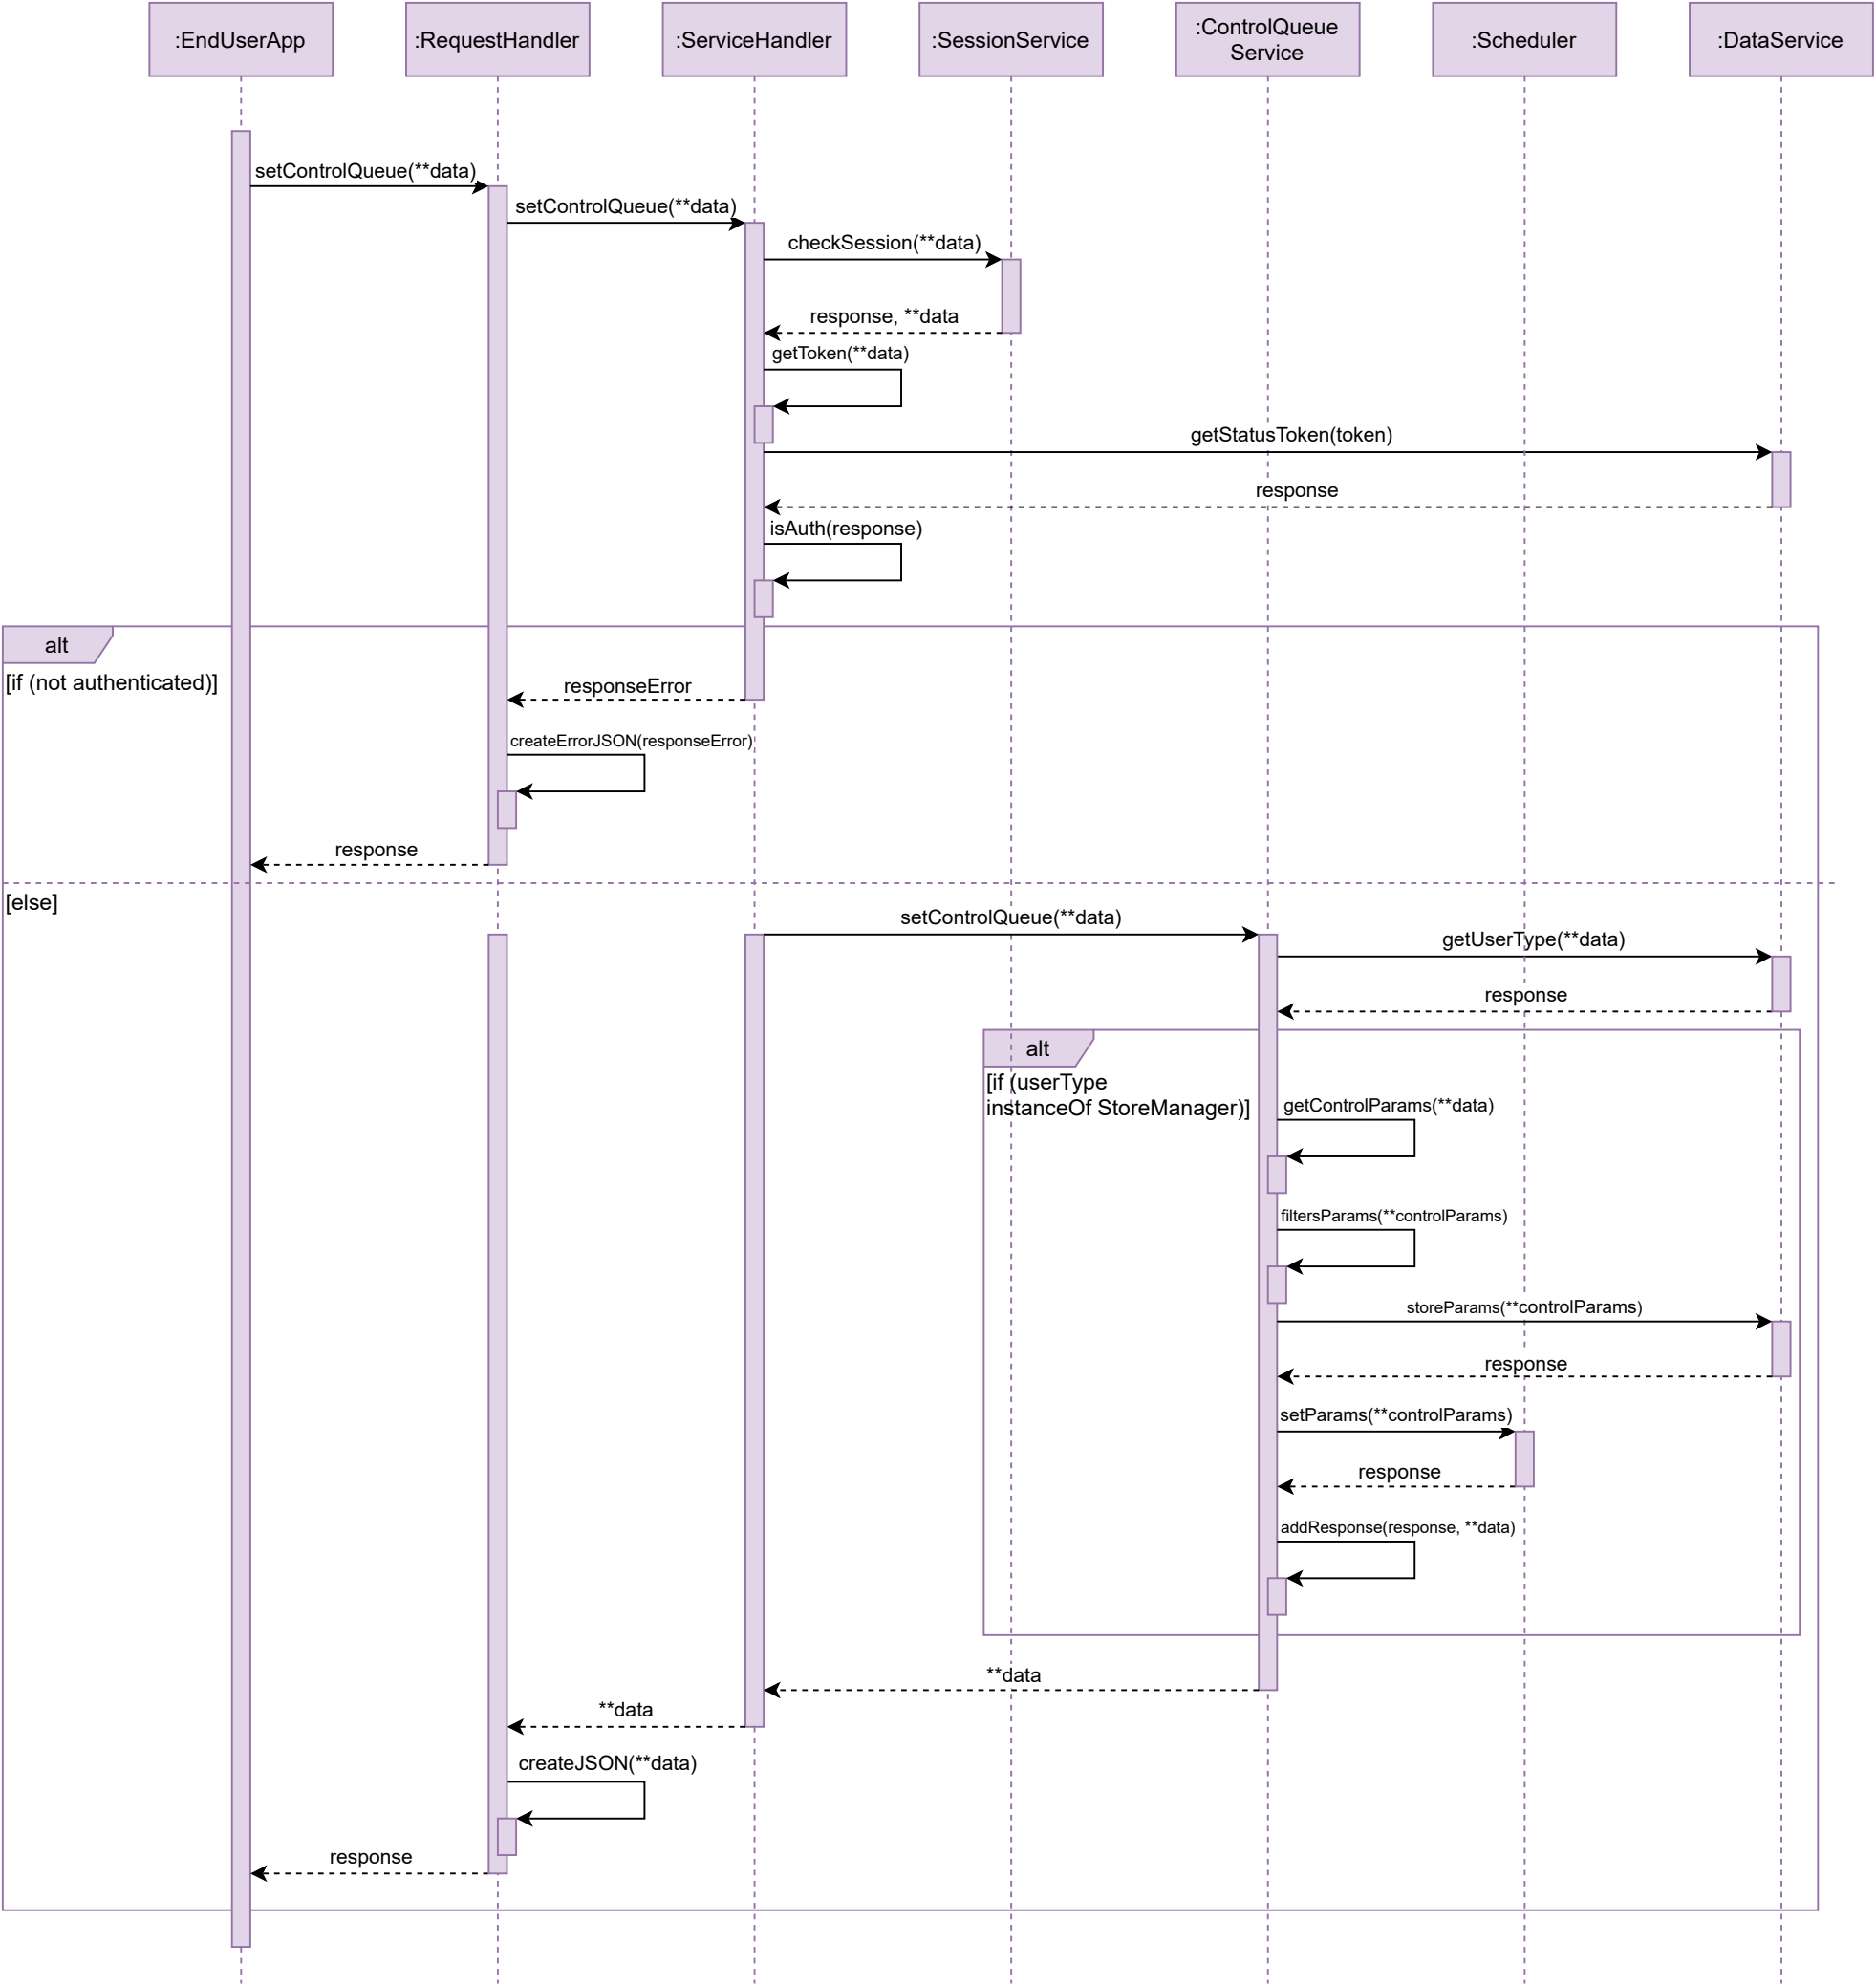 :EndUserApp
:RequestHandler
:ServiceHandler
:SessionService
:ControlQueue
Service
:Scheduler
:DataService
setControlQueue(**data)
setControlQueue(**data)
checkSession(**data)
response, **data
getToken(**data)
getStatusToken(token)
response
isAuth(response)
alt
[if (not authenticated)]
responseError
createErrorJSON(responseError)
response
[else]
setControlQueue(**data)
getUserType(**data)
response
alt
[if (userType
instanceOf StoreManager)]
getControlParams(**data)
filtersParams(**controlParams)
storeParams(**controlParams)
response
setParams(**controlParams)
response
addResponse(response, **data)
**data
**data
createJSON(**data)
response